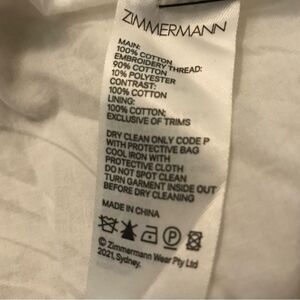 ZIMMERMANN
MAIN:
100% COTTON
EMBROIDERY THREAD:
90% COTTON
10% POLYESTER
CONTRAST:
100% COTTON
LINING:
100% COTTON:
EXCLUSIVE OF TRIMS
DRY CLEAN ONLY CODE P
WITH PROTECTIVE BAG
COOL IRON WITH
PROTECTIVE CLOTH
DO NOT SPOT CLEAN
TURN GARMENT INSIDE OUT
BEFORE DRY CLEANING
MADE IN CHINA
P
© Zimmermann Wear Pty Ltd
2021, Sydney.